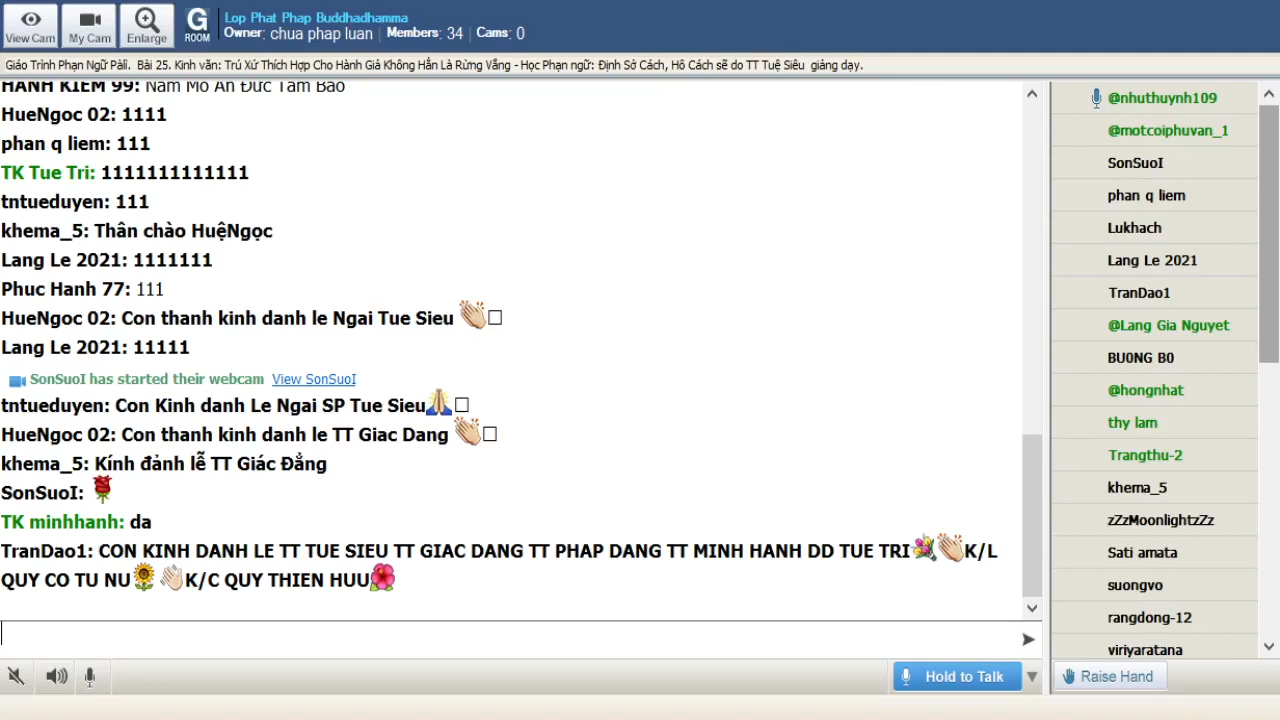 View Cam
My Cam
Enlarge
G
ROOM
Lop Phat Phap Buddhadhamma
Owner: chua phap luan | Members: 34 | Cams: 0
Giáo Trình Phạn Ngữ Pàli. Bài 25. Kinh văn: Trú Xứ Thích Hợp Cho Hành Giả Không Hẳn Là Rừng Vắng - Học Phạn ngữ: Định Sở Cách, Hô Cách sẽ do TT Tuệ Siêu giảng dạy.
HANH KIEM 99: Nam Mo An Đức Tam Bao
HueNgoc 02: 1111
phan q liem: 111
TK Tue Tri: 1111111111111
tntueduyen: 111
khema_5: Thân chào HuệNgọc
Lang Le 2021: 1111111
Phuc Hanh 77: 111
HueNgoc 02: Con thanh kinh danh le Ngai Tue Sieu 👏□
Lang Le 2021: 11111
SonSuoI has started their webcam View SonSuoI
tntueduyen: Con Kinh danh Le Ngai SP Tue Sieu🙏□
HueNgoc 02: Con thanh kinh danh le TT Giac Dang 👏□
khema_5: Kính đảnh lễ TT Giác Đẳng
SonSuoI: 🌹
TK minhhanh: da
TranDao1: CON KINH DANH LE TT TUE SIEU TT GIAC DANG TT PHAP DANG TT MINH HANH DD TUE TRI💐👏K/L
QUY CO TU NU🌻👋K/C QUY THIEN HUU🌺
Hold to Talk
@nhuthuynh109
@motcoiphuvan_1
SonSuoI
phan q liem
Lukhach
Lang Le 2021
TranDao1
@Lang Gia Nguyet
BU0NG B0
@hongnhat
thy lam
Trangthu-2
khema_5
zZzMoonlightzZz
Sati amata
suongvo
rangdong-12
viriyaratana
Raise Hand